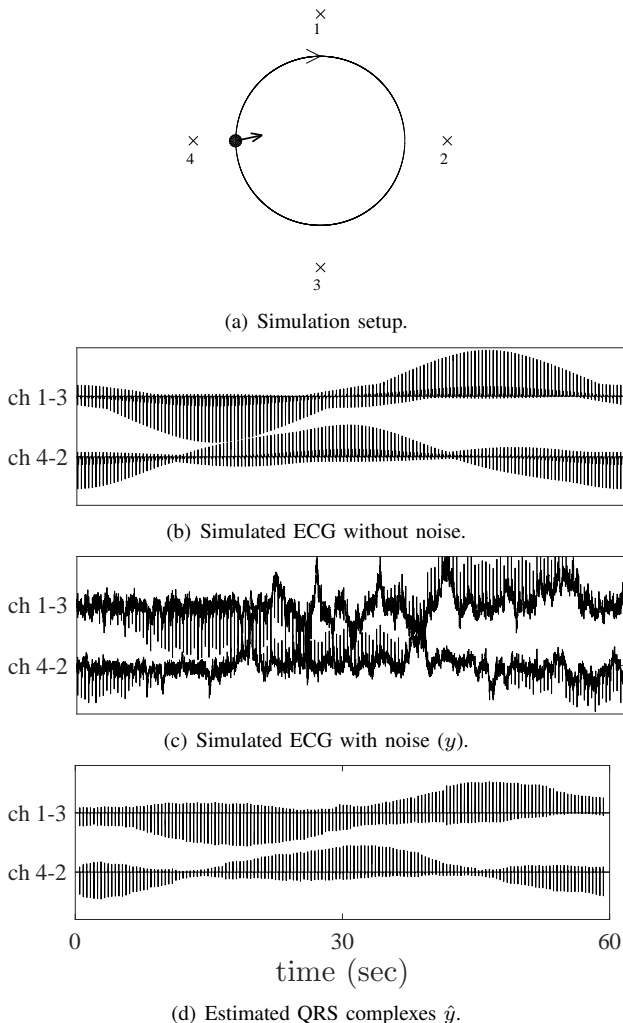 1
4
2
3
(a) Simulation setup.
ch 1-3
ch 4-2
(b) Simulated ECG without noise.
ch 1-3
ch 4-2
(c) Simulated ECG with noise (y).
ch 1-3
ch 4-2
0 30 60
time (sec)
(d) Estimated QRS complexes ŷ.